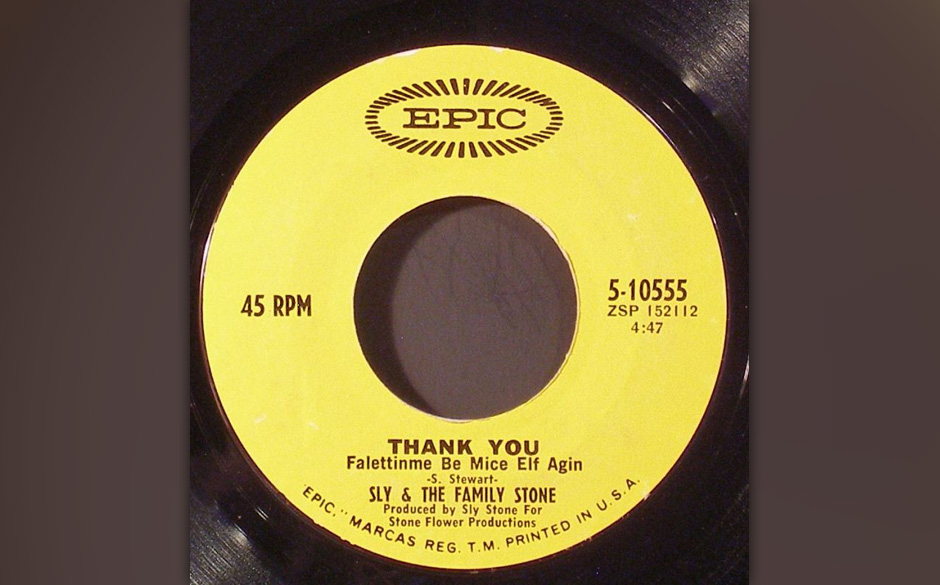 EPIC
45 RPM
5-10555
ZSP 152112
4:47
THANK YOU
Falettinme Be Mice Elf Agin
-S. Stewart-
SLY & THE FAMILY STONE
Produced by Sly Stone For
Stone Flower Productions
EPIC," MARCAS REG. T.M. PRINTED IN U.S.A.